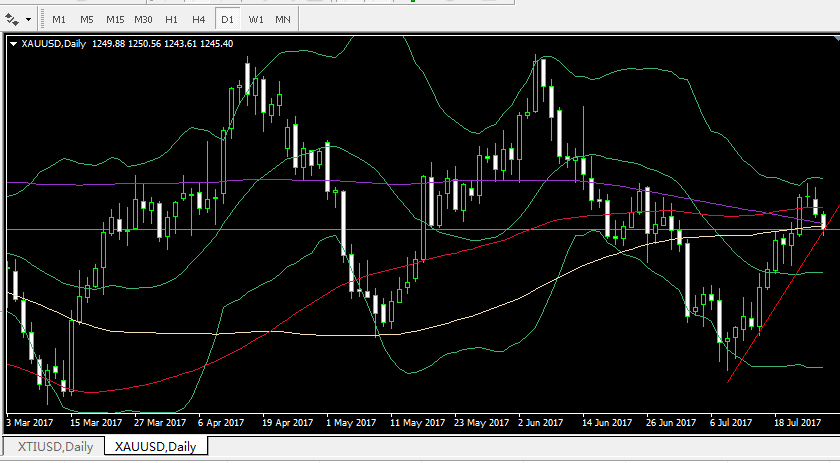 M1 M5 M15 M30 H1 H4 D1 W1 MN
XAUUSD,Daily 1249.88 1250.56 1243.61 1245.40
3 Mar 2017 15 Mar 2017 27 Mar 2017 6 Apr 2017 19 Apr 2017 1 May 2017 11 May 2017 23 May 2017 2 Jun 2017 14 Jun 2017 26 Jun 2017 6 Jul 2017 18 Jul 2017
XTIUSD,Daily XAUUSD,Daily